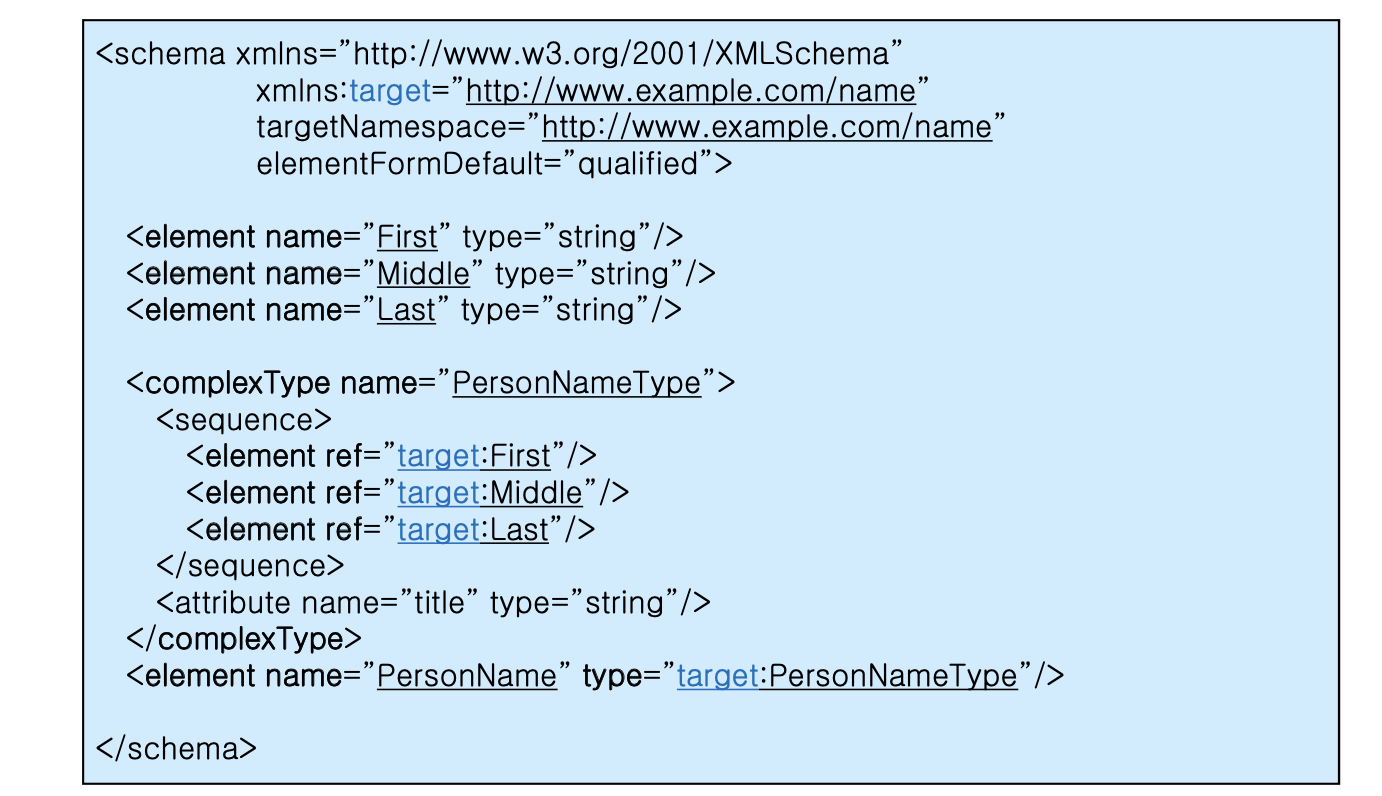 <schema xmlns=”http://www.w3.org/2001/XMLSchema”
xmlns:target=”http://www.example.com/name”
targetNamespace=”http://www.example.com/name”
elementFormDefault=”qualified”>
<element name=”First” type=”string”/>
<element name=”Middle” type=”string”/>
<element name=”Last” type=”string”/>
<complexType name=”PersonNameType”>
<sequence>
<element ref=”target:First”/>
<element ref=”target:Middle”/>
<element ref=”target:Last”/>
</sequence>
<attribute name=”title” type=”string”/>
</complexType>
<element name=”PersonName” type=”target:PersonNameType”/>
</schema>